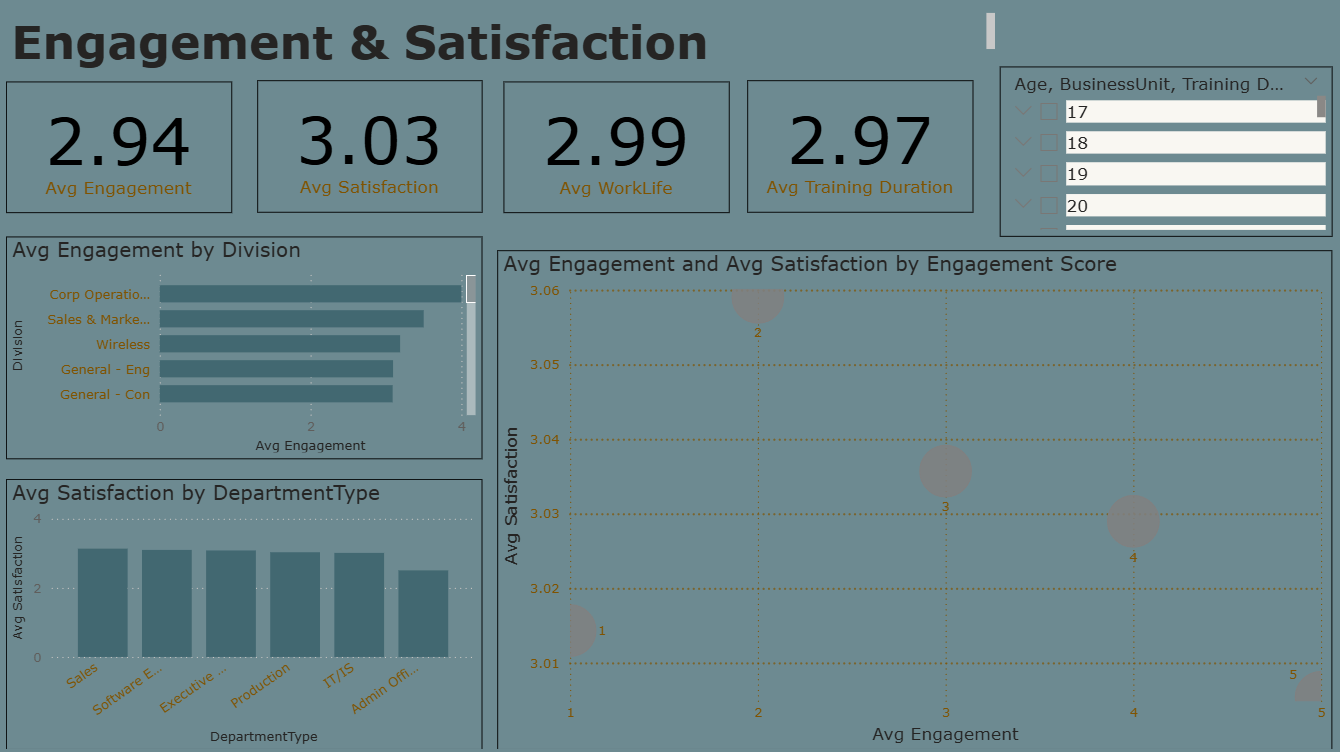 Engagement & Satisfaction
2.94
Avg Engagement
3.03
Avg Satisfaction
2.99
Avg WorkLife
2.97
Avg Training Duration
Age, BusinessUnit, Training D...
17
18
19
20
Avg Engagement by Division
Division
Corp Operatio...
Sales & Marke...
Wireless
General - Eng
General - Con
0 2 4
Avg Engagement
Avg Satisfaction by DepartmentType
Avg Satisfaction
4
2
0
Sales
Software E...
Executive ...
Production
IT/IS
Admin Offi...
DepartmentType
Avg Engagement and Avg Satisfaction by Engagement Score
Avg Satisfaction
3.06
3.05
3.04
3.03
3.02
3.01
2
3
4
1
5
1 2 3 4 5
Avg Engagement